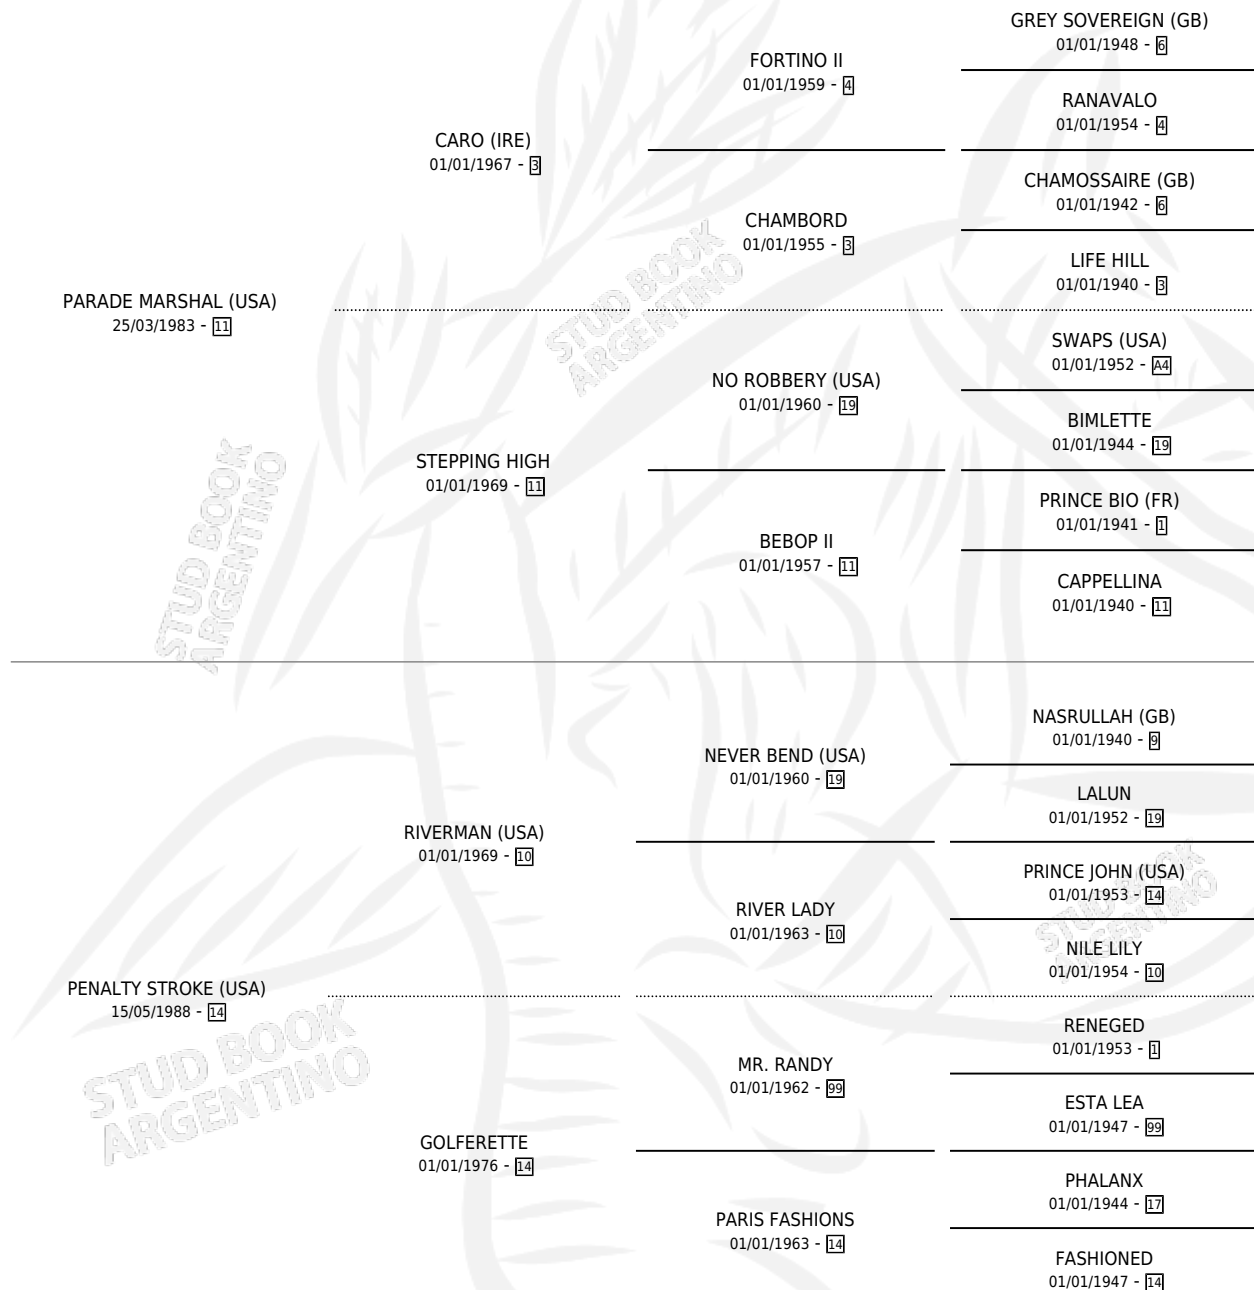 GREY SOVEREIGN (GB)
01/01/1948 - 6
FORTINO II
01/01/1959 - 4
RANAVALO
01/01/1954 - 4
CARO (IRE)
01/01/1967 - 3
CHAMOSSAIRE (GB)
01/01/1942 - 6
CHAMBORD
01/01/1955 - 3
LIFE HILL
01/01/1940 - 3
PARADE MARSHAL (USA)
25/03/1983 - 11
SWAPS (USA)
01/01/1952 - A4
NO ROBBERY (USA)
01/01/1960 - 19
BIMLETTE
01/01/1944 - 19
STEPPING HIGH
01/01/1969 - 11
PRINCE BIO (FR)
01/01/1941 - 1
BEBOP II
01/01/1957 - 11
CAPPELLINA
01/01/1940 - 11
NASRULLAH (GB)
01/01/1940 - 9
NEVER BEND (USA)
01/01/1960 - 19
LALUN
01/01/1952 - 19
RIVERMAN (USA)
01/01/1969 - 10
PRINCE JOHN (USA)
01/01/1953 - 14
RIVER LADY
01/01/1963 - 10
NILE LILY
01/01/1954 - 10
PENALTY STROKE (USA)
15/05/1988 - 14
RENEGED
01/01/1953 - 1
MR. RANDY
01/01/1962 - 99
ESTA LEA
01/01/1947 - 99
GOLFERETTE
01/01/1976 - 14
PHALANX
01/01/1944 - 17
PARIS FASHIONS
01/01/1963 - 14
FASHIONED
01/01/1947 - 14
STUD BOOK
ARGENTINO
STUD BOOK
ARGENTINO
STUD BOOK
ARGENTINO
STUD BOOK
ARGENTINO